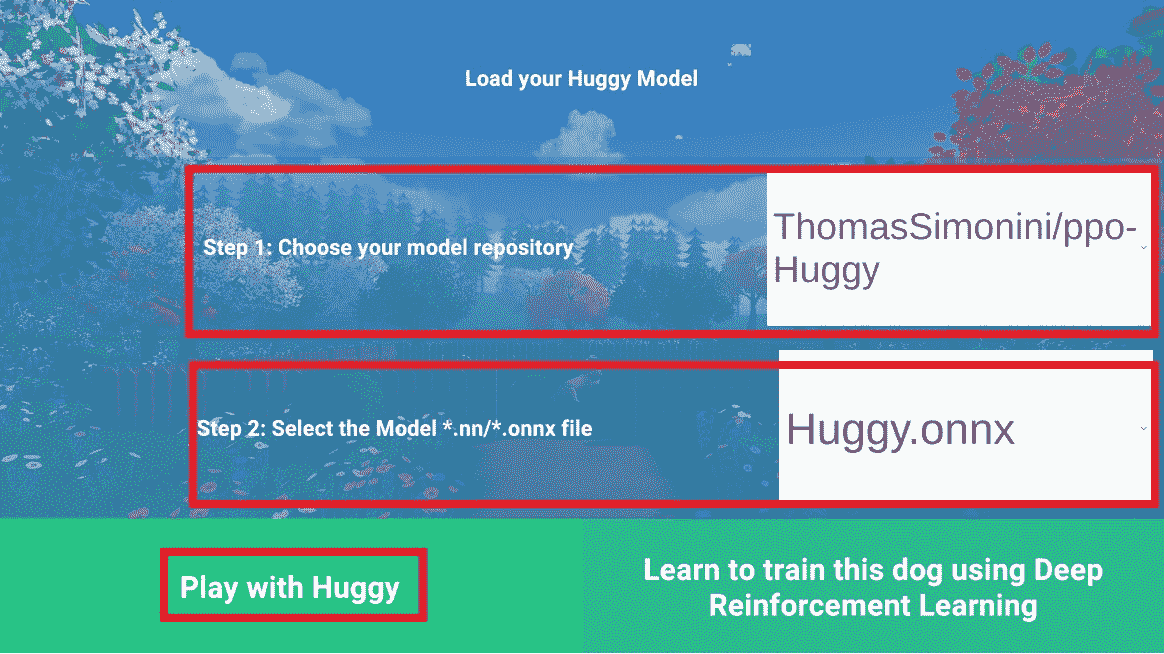 Load your Huggy Model
Step 1: Choose your model repository
ThomasSimonini/ppo-
Huggy
Step 2: Select the Model *.nn/*.onnx file
Huggy.onnx
Play with Huggy
Learn to train this dog using Deep
Reinforcement Learning